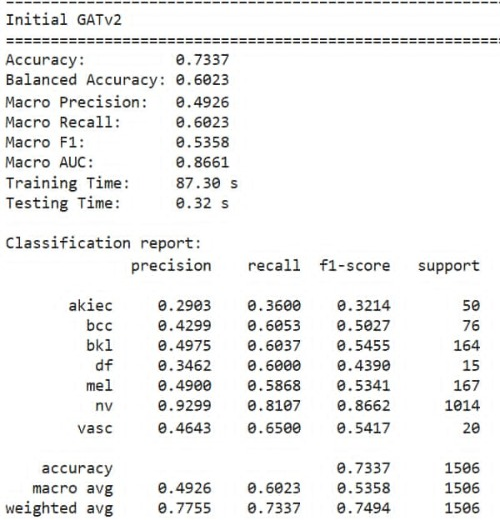 Initial GATv2
Accuracy: 0.7337
Balanced Accuracy: 0.6023
Macro Precision: 0.4926
Macro Recall: 0.6023
Macro F1: 0.5358
Macro AUC: 0.8661
Training Time: 87.30 s
Testing Time: 0.32 s
Classification report:
precision recall f1-score support
akiec 0.2903 0.3600 0.3214 50
bcc 0.4299 0.6053 0.5027 76
bkl 0.4975 0.6037 0.5455 164
df 0.3462 0.6000 0.4390 15
mel 0.4900 0.5868 0.5341 167
nv 0.9299 0.8107 0.8662 1014
vasc 0.4643 0.6500 0.5417 20
accuracy 0.7337 1506
macro avg 0.4926 0.6023 0.5358 1506
weighted avg 0.7755 0.7337 0.7494 1506